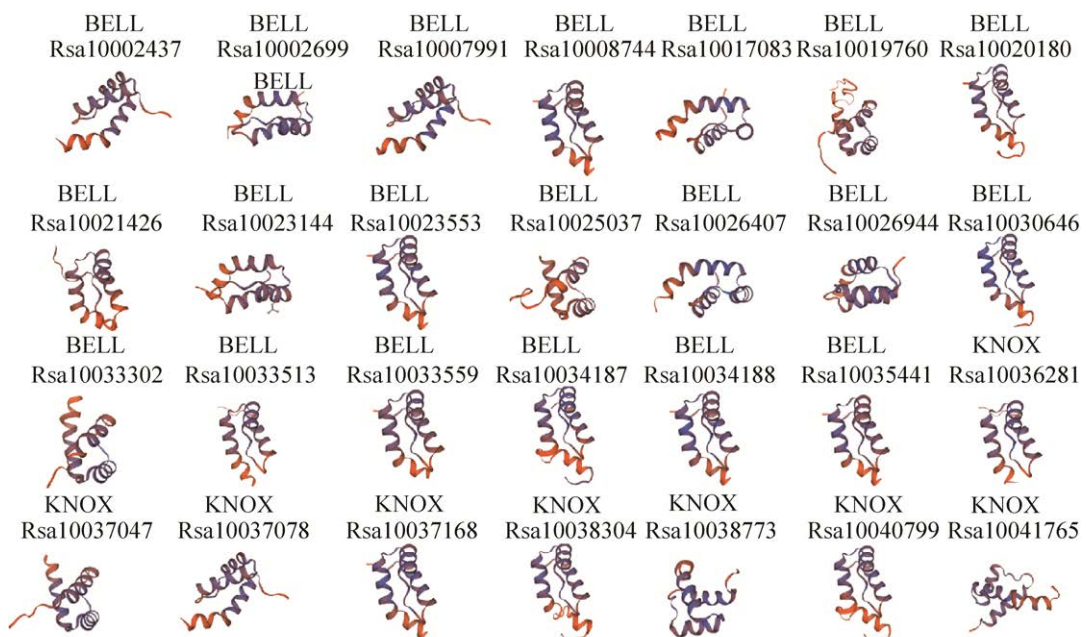 BELL BELL BELL BELL BELL BELL BELL
Rsa10002437 Rsa10002699 Rsa10007991 Rsa10008744 Rsa10017083 Rsa10019760 Rsa10020180
BELL
BELL BELL BELL BELL BELL BELL BELL
Rsa10021426 Rsa10023144 Rsa10023553 Rsa10025037 Rsa10026407 Rsa10026944 Rsa10030646
BELL BELL BELL BELL BELL BELL KNOX
Rsa10033302 Rsa10033513 Rsa10033559 Rsa10034187 Rsa10034188 Rsa10035441 Rsa10036281
KNOX KNOX KNOX KNOX KNOX KNOX KNOX
Rsa10037047 Rsa10037078 Rsa10037168 Rsa10038304 Rsa10038773 Rsa10040799 Rsa10041765